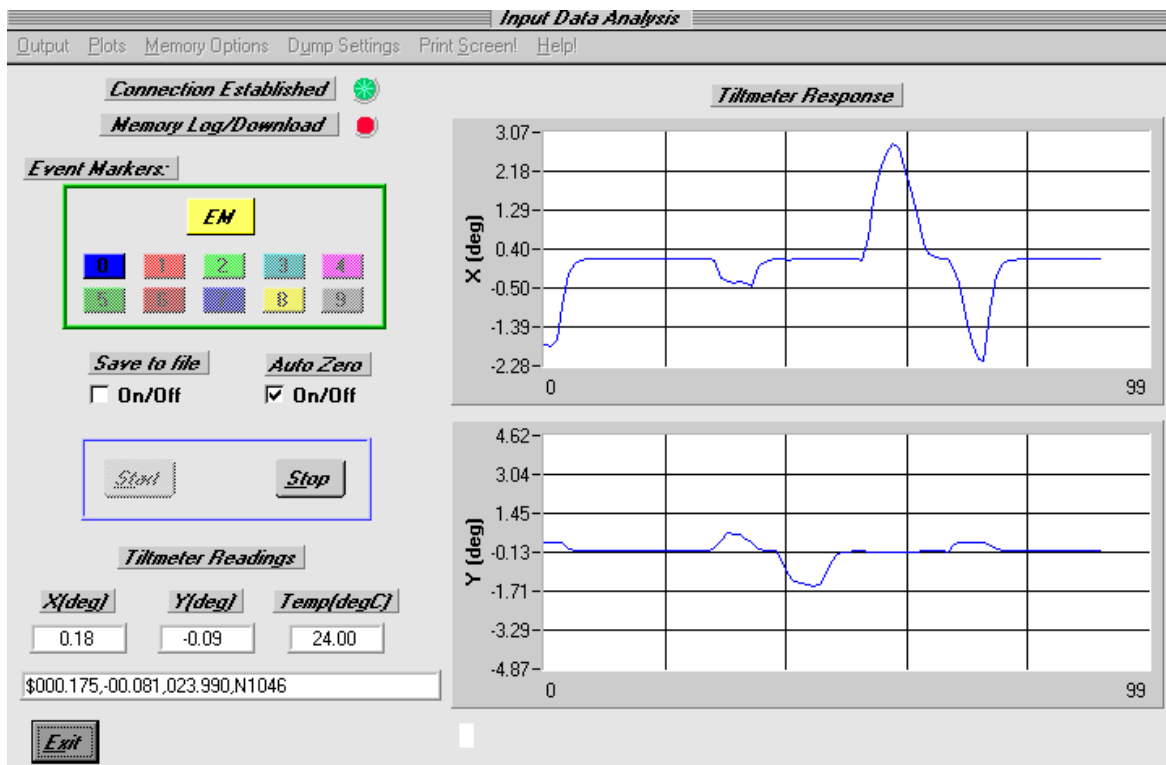 Input Data Analysis
Output Plots Memory Options Dump Settings Print Screen! Help!
Connection Established
Memory Log/Download
Event Markers:
EM
0 1 2 3 4
5 6 7 8 9
Save to file Auto Zero
On/Off On/Off
Start Stop
Tiltmeter Readings
X(deg) Y(deg) Temp(degC)
0.18 -0.09 24.00
$000.175,-00.081,023.990,N1046
Exit
Tiltmeter Response
X (deg)
3.07
2.18
1.29
0.40
-0.50
-1.39
-2.28
0 99
Y (deg)
4.62
3.04
1.45
-0.13
-1.71
-3.29
-4.87
0 99